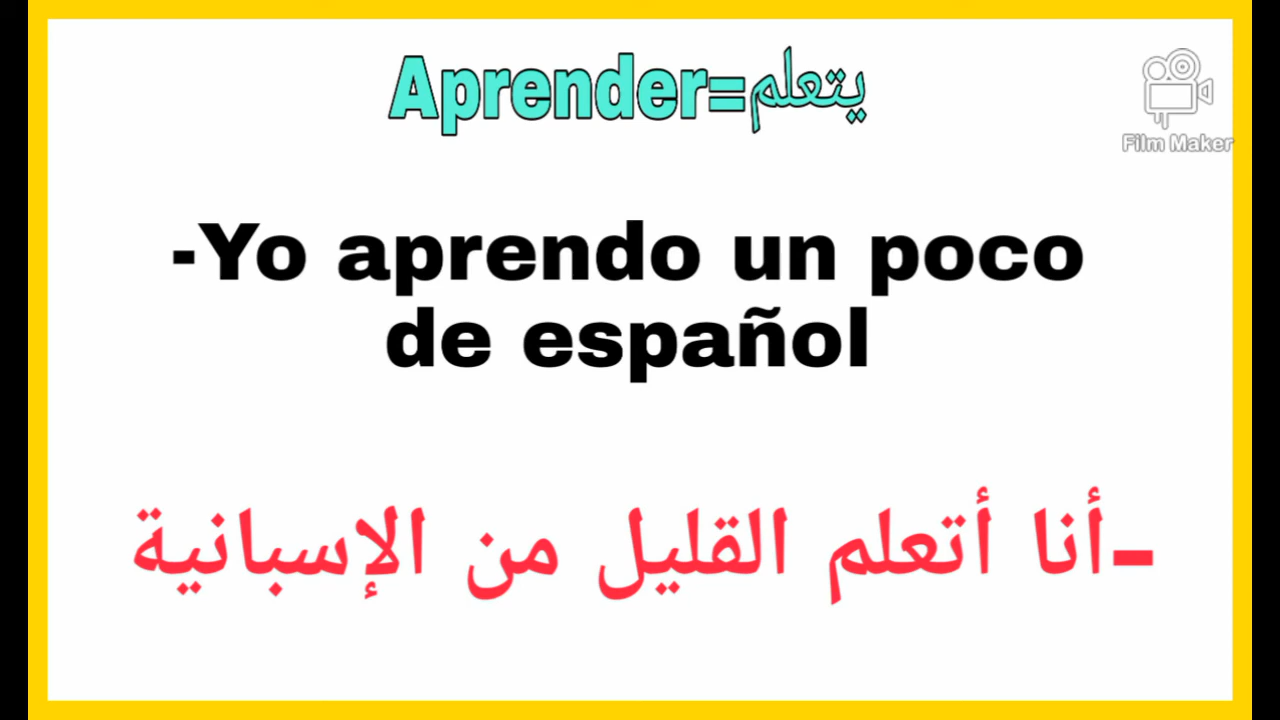 Aprender=يتعلم
Film Maker
-Yo aprendo un poco
de español
-أنا أتعلم القليل من الإسبانية